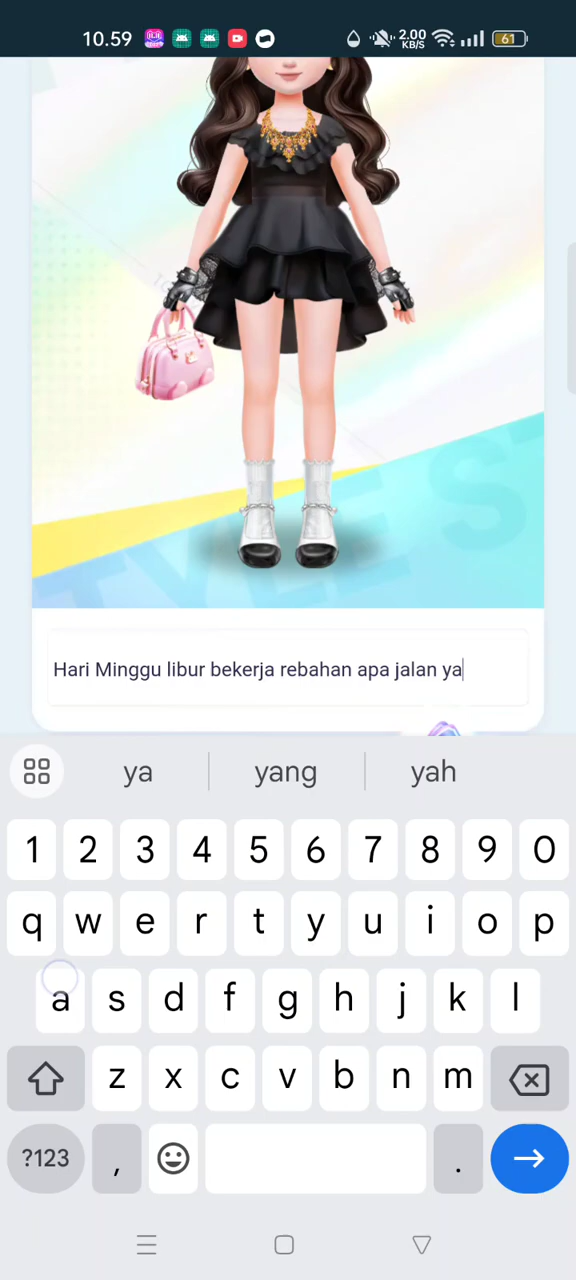 10.59
2.00
KB/S
61
Hari Minggu libur bekerja rebahan apa jalan ya
ya yang yah
1 2 3 4 5 6 7 8 9 0
q w e r t y u i o p
a s d f g h j k l
z x c v b n m
?123 , .